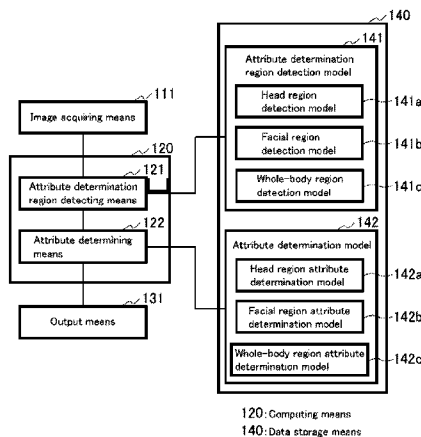 140
141
Attribute determination
region detection model
Head region
detection model
141a
Facial region
detection model
141b
Whole-body region
detection model
141c
111
Image acquiring means
120
121
Attribute determination
region detecting means
122
Attribute determining
means
131
Output means
142
Attribute determination model
Head region attribute
determination model
142a
Facial region attribute
determination model
142b
Whole-body region attribute
determination model
142c
120: Computing means
140: Data storage means